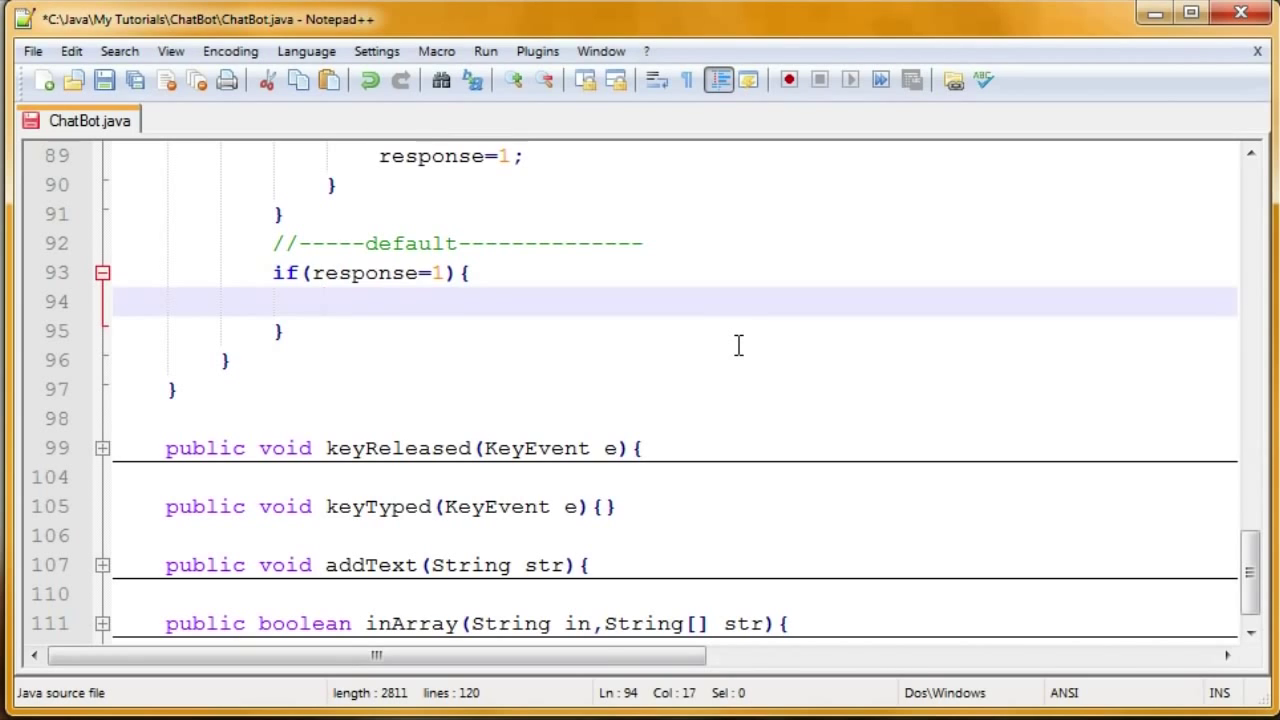 *C:\Java\My Tutorials\ChatBot\ChatBot.java - Notepad++
File Edit Search View Encoding Language Settings Macro Run Plugins Window ? X
ABC
ChatBot.java
89 response=1;
90 }
91 }
92 //-----default--------------
93 if(response=1){
94
95 }
96 }
97 }
98
99 public void keyReleased(KeyEvent e){
104
105 public void keyTyped(KeyEvent e){}
106
107 public void addText(String str){
110
111 public boolean inArray(String in,String[] str){
Java source file length : 2811 lines : 120 Ln : 94 Col : 17 Sel : 0 Dos\Windows ANSI INS